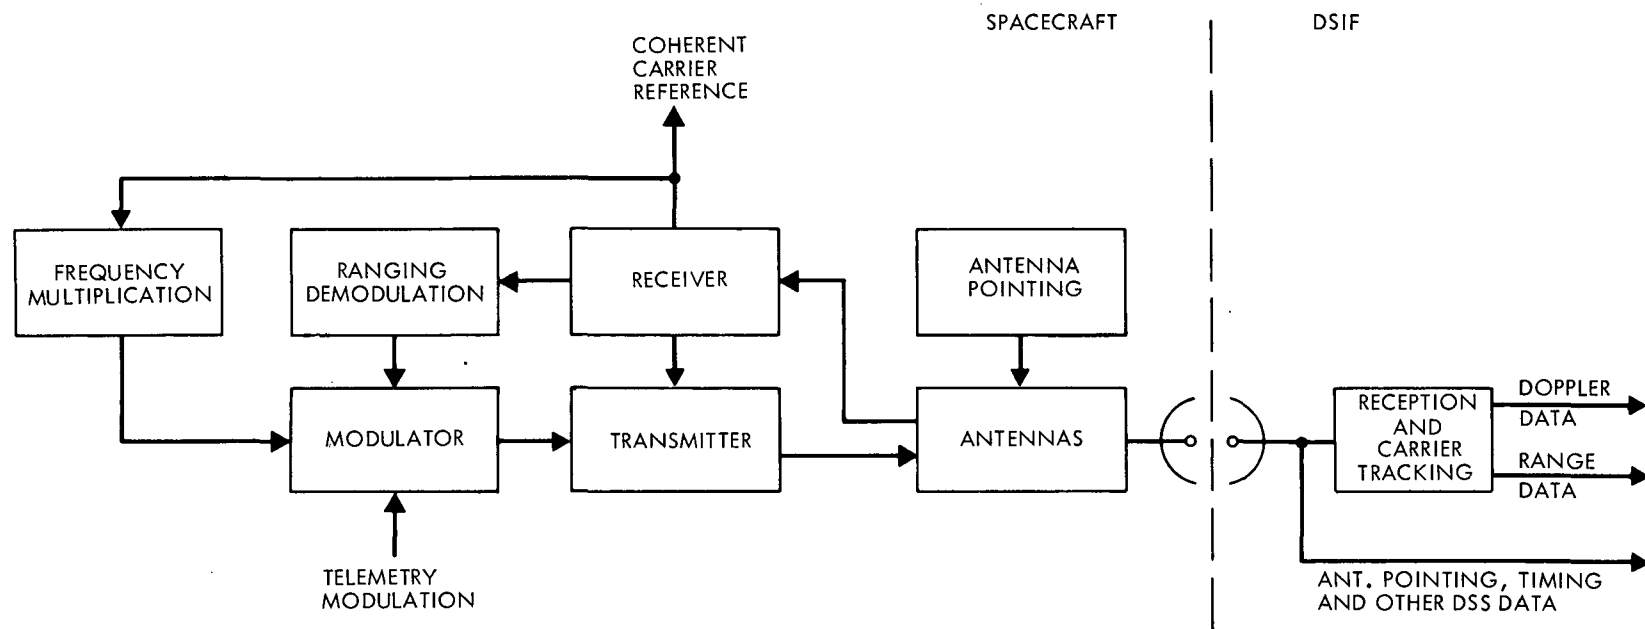 SPACECRAFT
DSIF
COHERENT
CARRIER
REFERENCE
FREQUENCY
MULTIPLICATION
RANGING
DEMODULATION
RECEIVER
ANTENNA
POINTING
MODULATOR
TRANSMITTER
ANTENNAS
RECEPTION
AND
CARRIER
TRACKING
DOPPLER
DATA
RANGE
DATA
TELEMETRY
MODULATION
ANT. POINTING, TIMING
AND OTHER DSS DATA